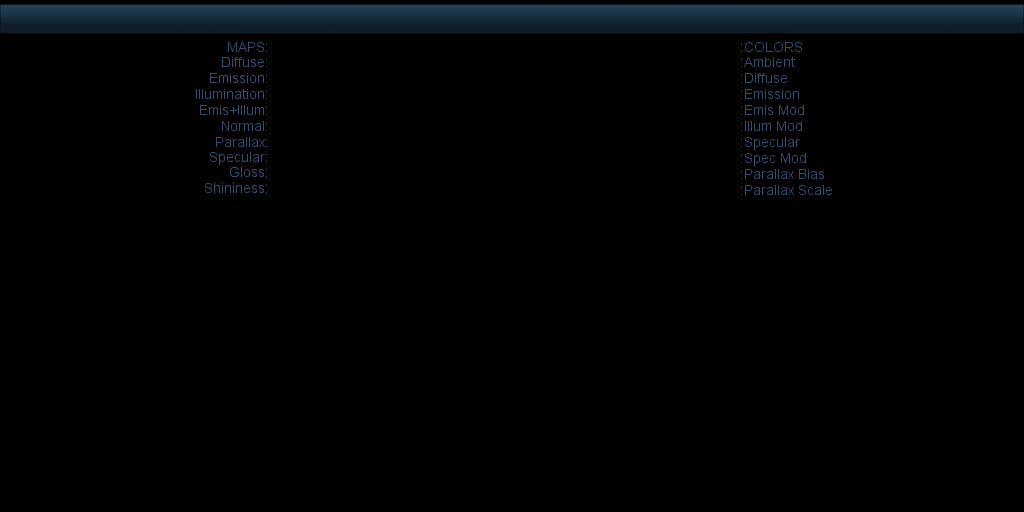 MAPS:
Diffuse:
Emission:
Illumination:
Emis+Illum:
Normal:
Parallax:
Specular:
Gloss:
Shininess:
:COLORS
:Ambient
:Diffuse
:Emission
:Emis Mod
:Illum Mod
:Specular
:Spec Mod
:Parallax Bias
:Parallax Scale